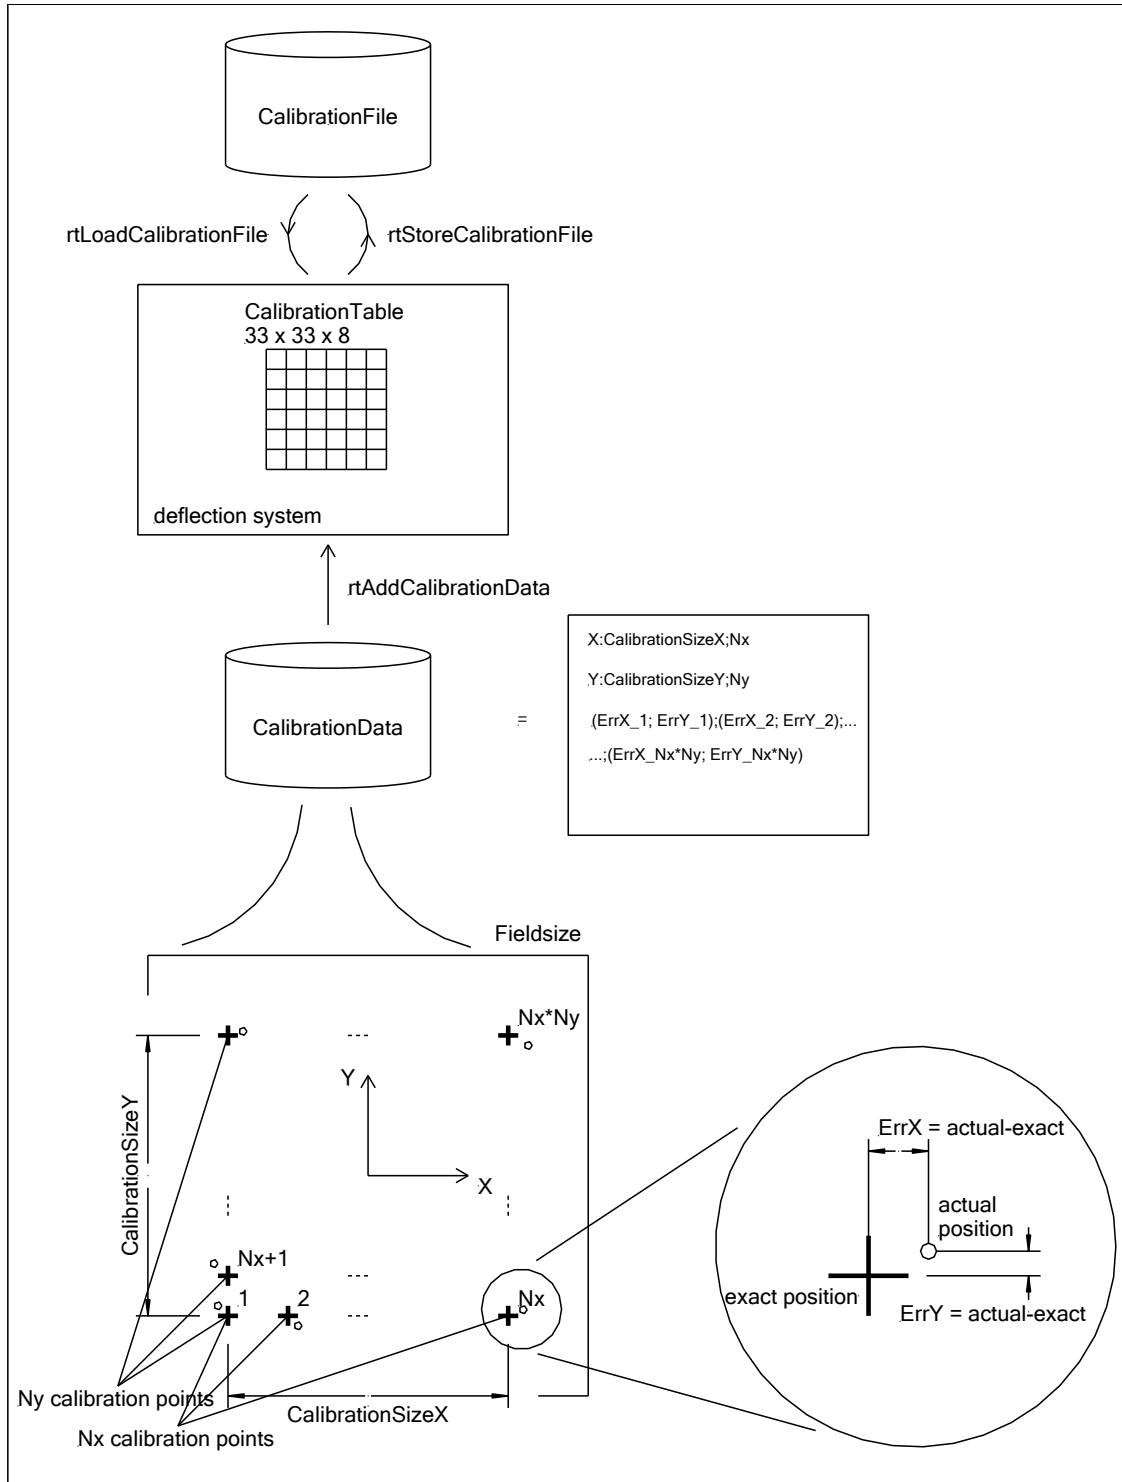 CalibrationFile
rtLoadCalibrationFile
rtStoreCalibrationFile
CalibrationTable
33 x 33 x 8
deflection system
rtAddCalibrationData
CalibrationData
=
X:CalibrationSizeX;Nx
Y:CalibrationSizeY;Ny
(ErrX_1; ErrY_1);(ErrX_2; ErrY_2);...
...;(ErrX_Nx*Ny; ErrY_Nx*Ny)
Fieldsize
Nx*Ny
Y
X
CalibrationSizeY
Nx+1
1
2
Nx
Ny calibration points
CalibrationSizeX
Nx calibration points
ErrX = actual-exact
actual
position
exact position
ErrY = actual-exact